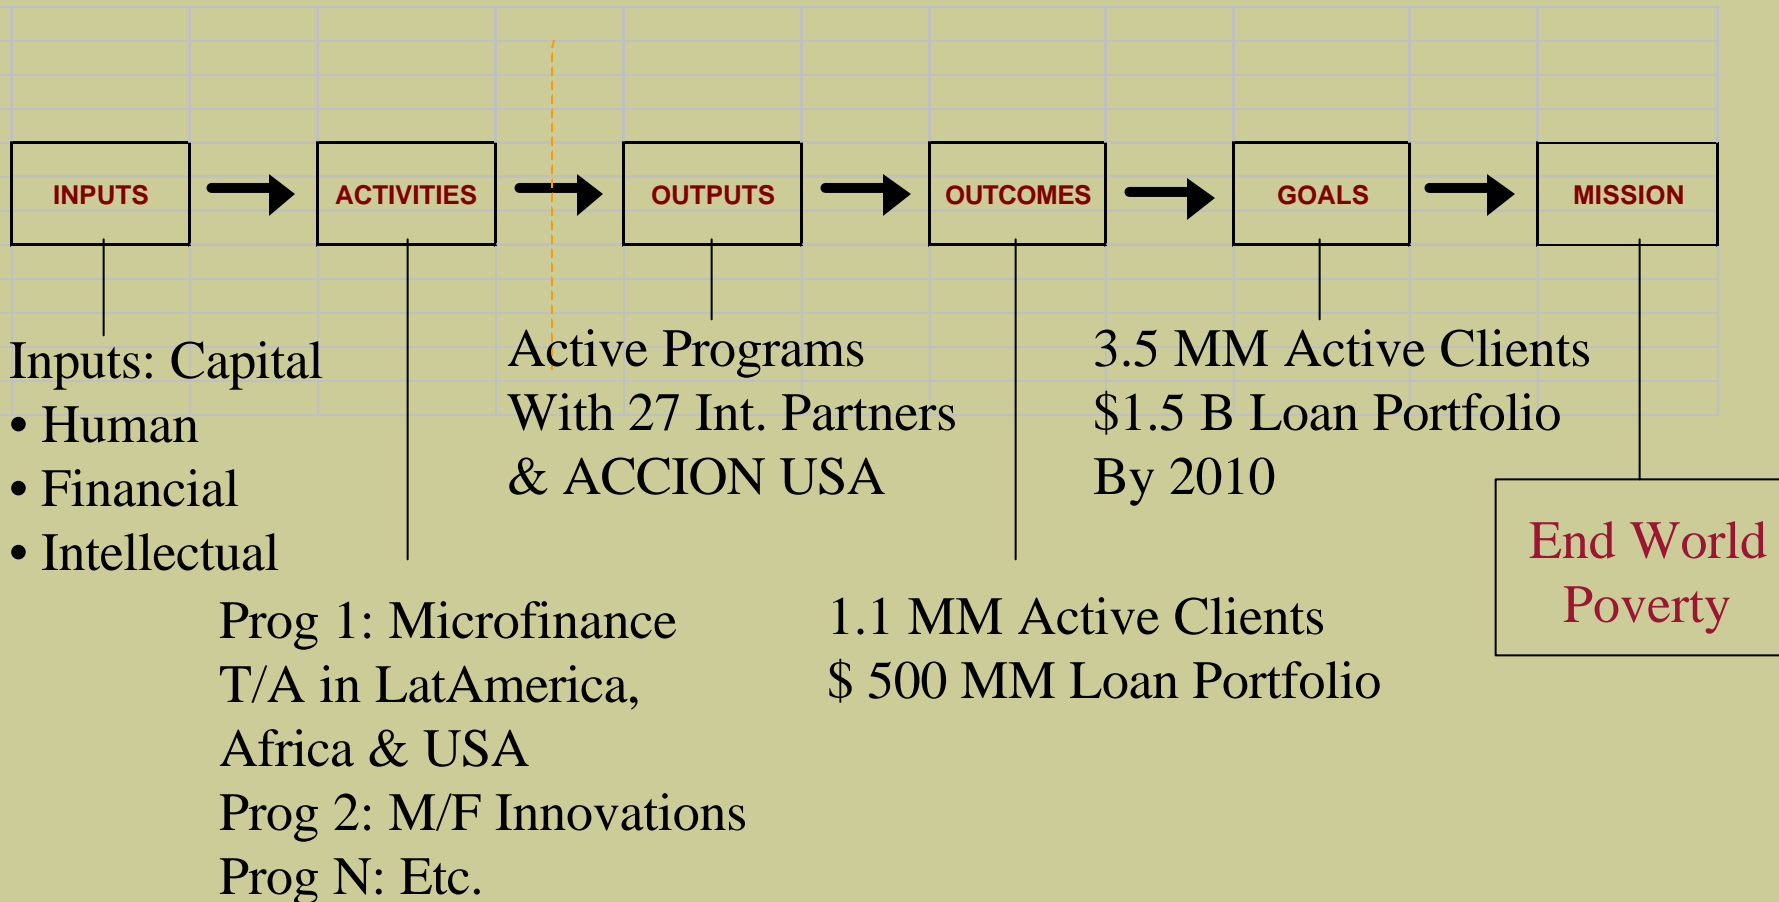 INPUTS
ACTIVITIES
OUTPUTS
OUTCOMES
GOALS
MISSION
Inputs: Capital
• Human
• Financial
• Intellectual
Prog 1: Microfinance
T/A in LatAmerica,
Africa & USA
Prog 2: M/F Innovations
Prog N: Etc.
Active Programs
With 27 Int. Partners
& ACCION USA
1.1 MM Active Clients
$ 500 MM Loan Portfolio
3.5 MM Active Clients
$1.5 B Loan Portfolio
By 2010
End World
Poverty